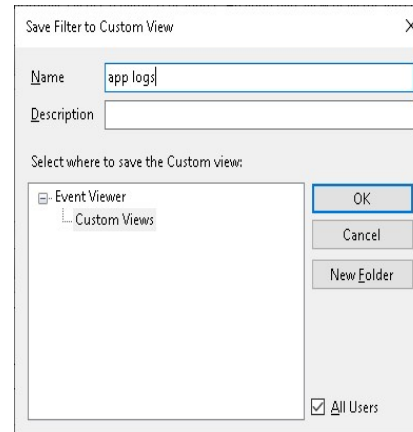 Save Filter to Custom View
Name app logs
Description
Select where to save the Custom view:
Event Viewer
Custom Views
OK
Cancel
New Folder
All Users